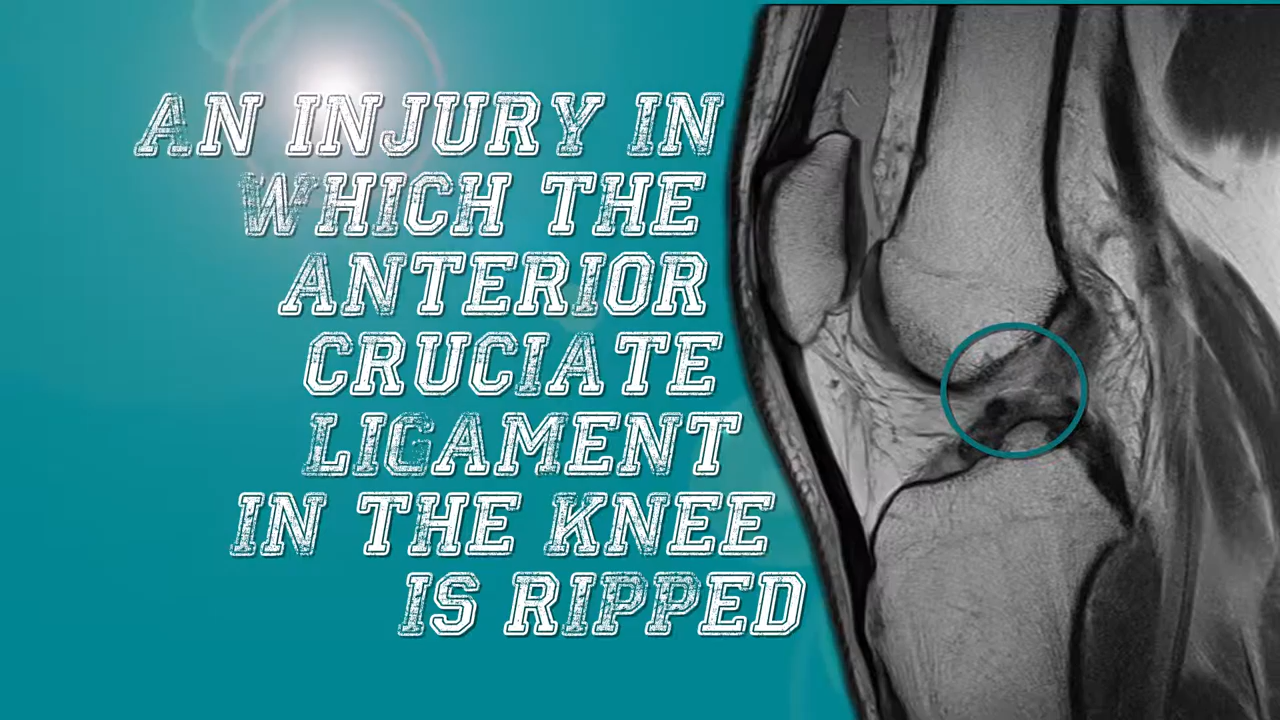 AN INJURY IN
WHICH THE
ANTERIOR
CRUCIATE
LIGAMENT
IN THE KNEE
IS RIPPED